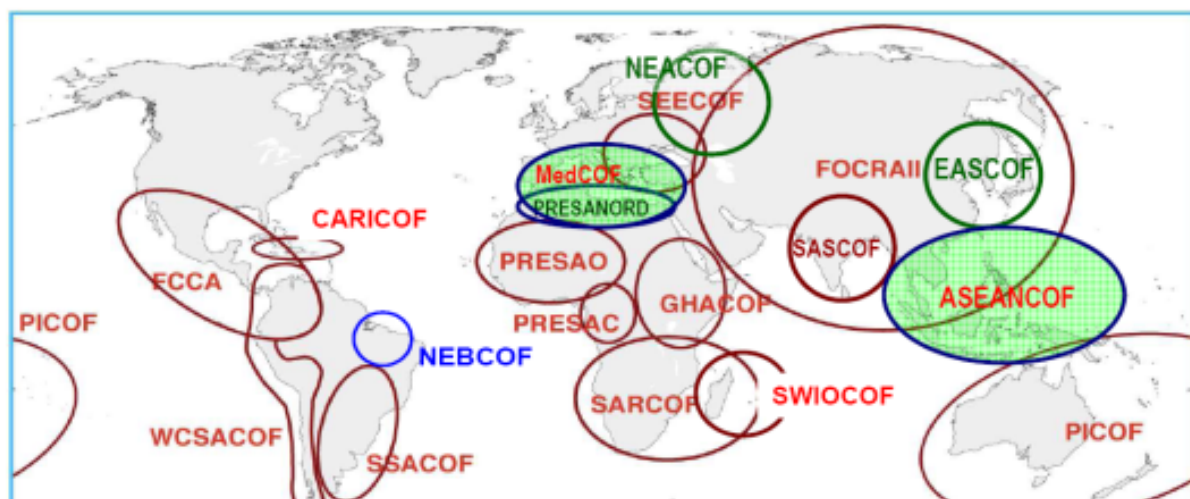 NEACOF
SEECOF
MedCOF
FOCRAII
EASCOF
PRESANORD
CARICOF
SASCOF
PRESAO
FCCA
GHACOF
ASEANCOF
PICOF
PRESAC
NEBCOF
SARCOF
SWIOCOF
WCSACOF
SSACOF
PICOF